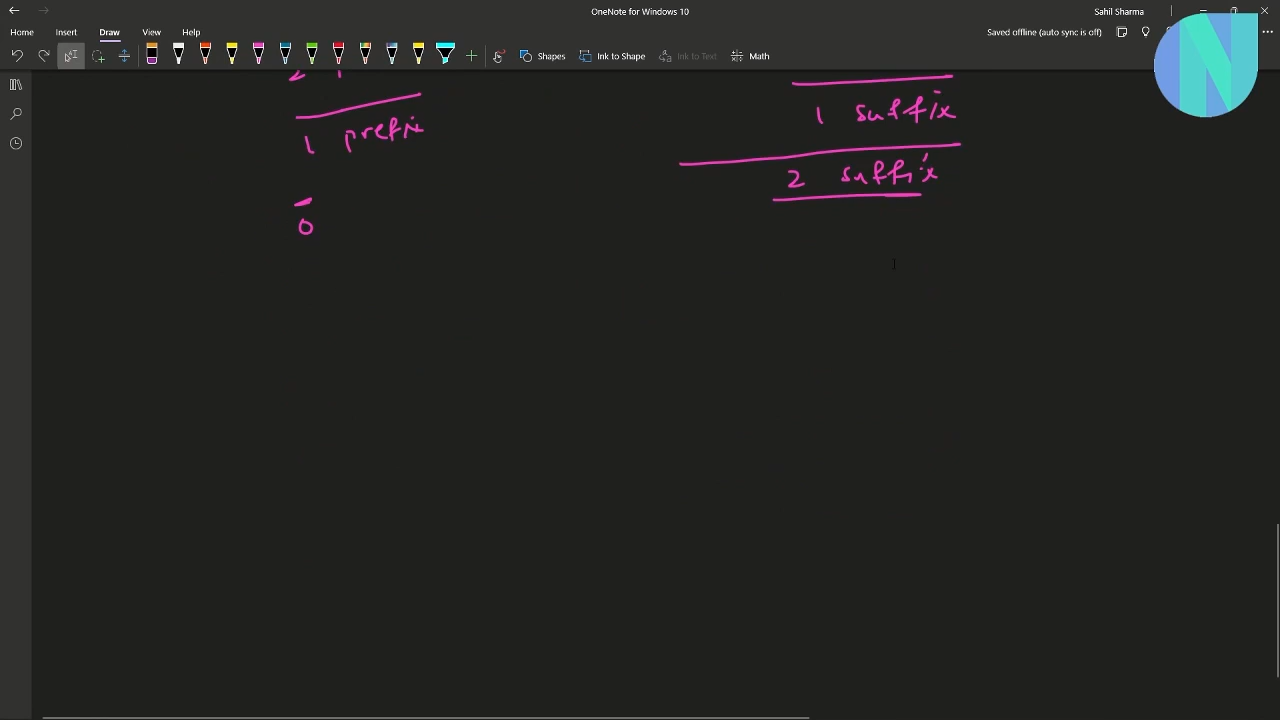 OneNote for Windows 10
Sahil Sharma
Home Insert Draw View Help
Saved offline (auto sync is off)
Shapes Ink to Shape Ink to Text Math
1 suffix
1 prefix
2 suffix
0